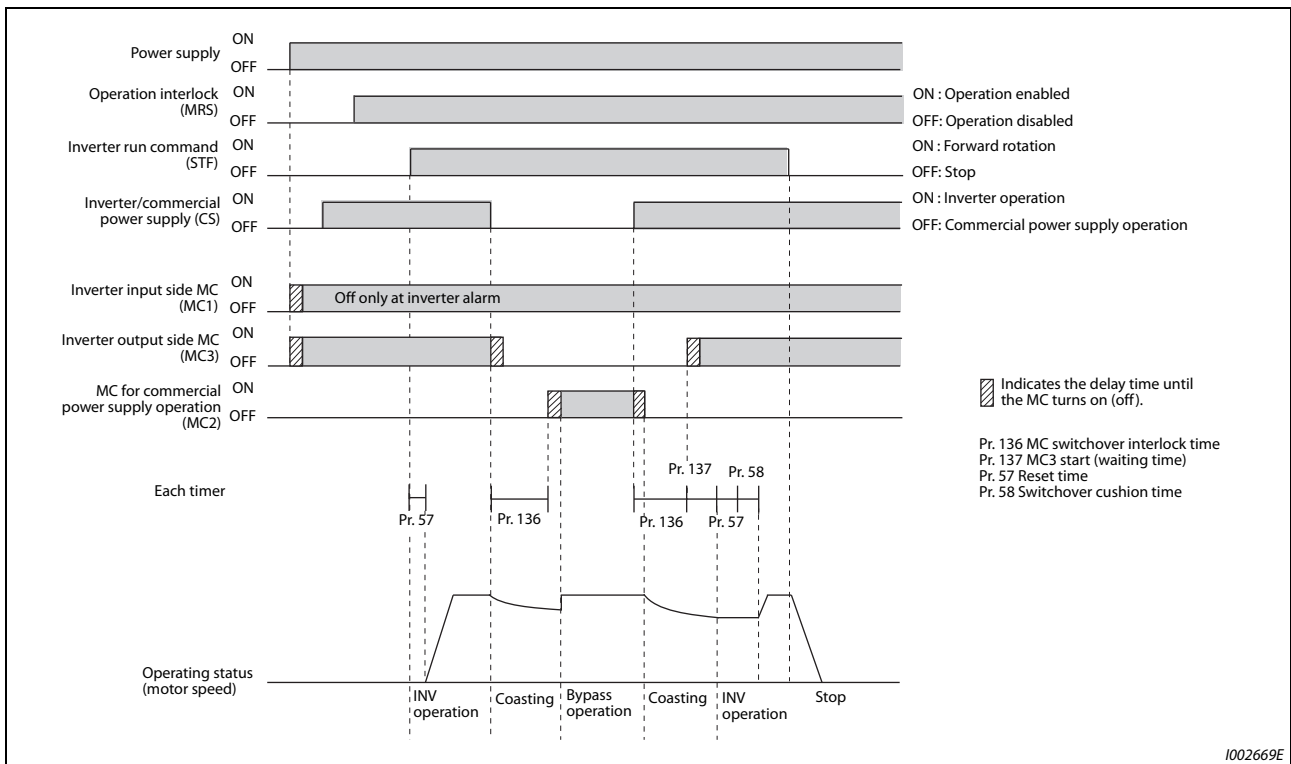 Power supply
ON
OFF
Operation interlock
(MRS)
ON
OFF
ON : Operation enabled
OFF: Operation disabled
Inverter run command
(STF)
ON
OFF
ON : Forward rotation
OFF: Stop
Inverter/commercial
power supply (CS)
ON
OFF
ON : Inverter operation
OFF: Commercial power supply operation
Inverter input side MC
(MC1)
ON
OFF
Off only at inverter alarm
Inverter output side MC
(MC3)
ON
OFF
MC for commercial
power supply operation
(MC2)
ON
OFF
Indicates the delay time until
the MC turns on (off).
Pr. 136 MC switchover interlock time
Pr. 137 MC3 start (waiting time)
Pr. 57 Reset time
Pr. 58 Switchover cushion time
Each timer
Pr. 57
Pr. 136
Pr. 137
Pr. 58
Pr. 136
Pr. 57
Operating status
(motor speed)
INV
operation
Coasting
Bypass
operation
Coasting
INV
operation
Stop
I002669E